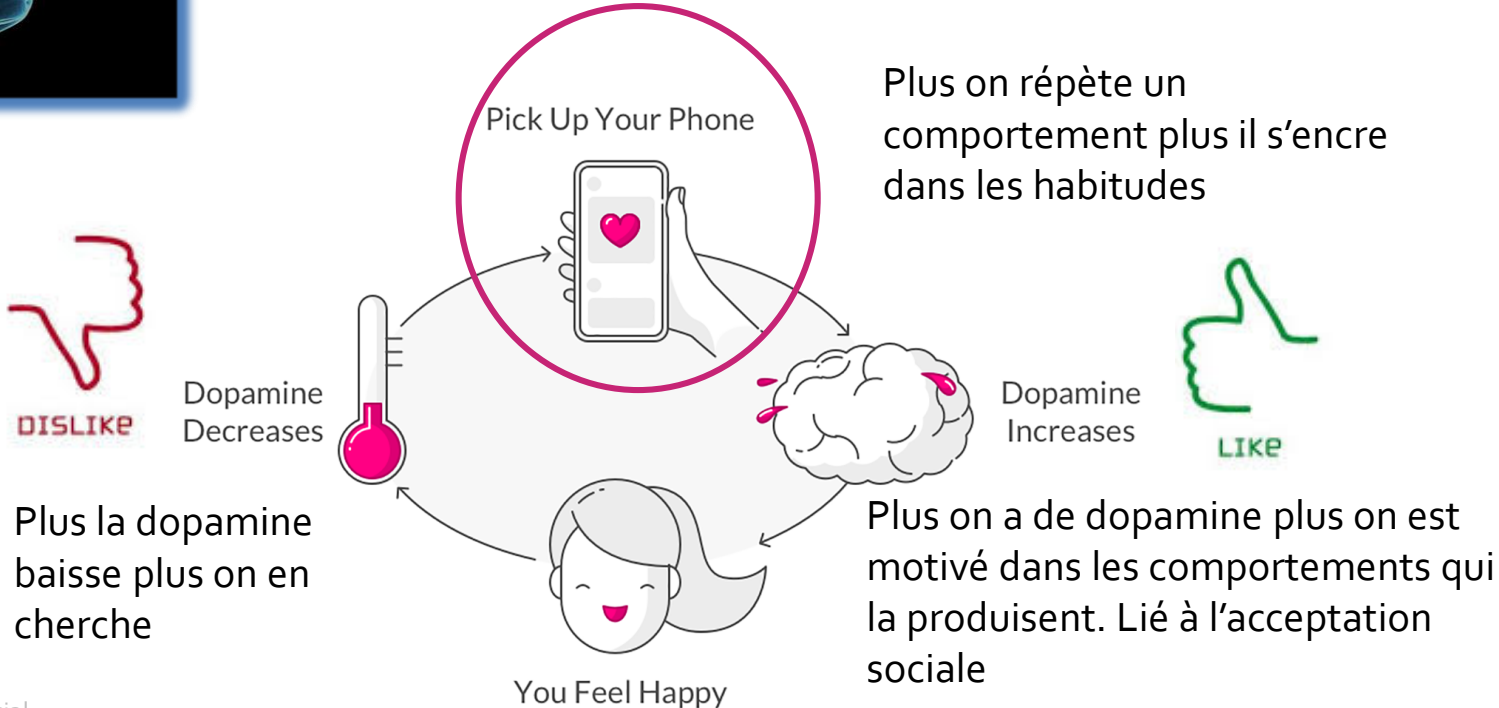 Pick Up Your Phone
Plus on répète un
comportement plus il s’encre
dans les habitudes
DISLIKE
Dopamine
Decreases
Dopamine
Increases
LIKE
Plus la dopamine
baisse plus on en
cherche
Plus on a de dopamine plus on est
motivé dans les comportements qui
la produisent. Lié à l’acceptation
sociale
You Feel Happy